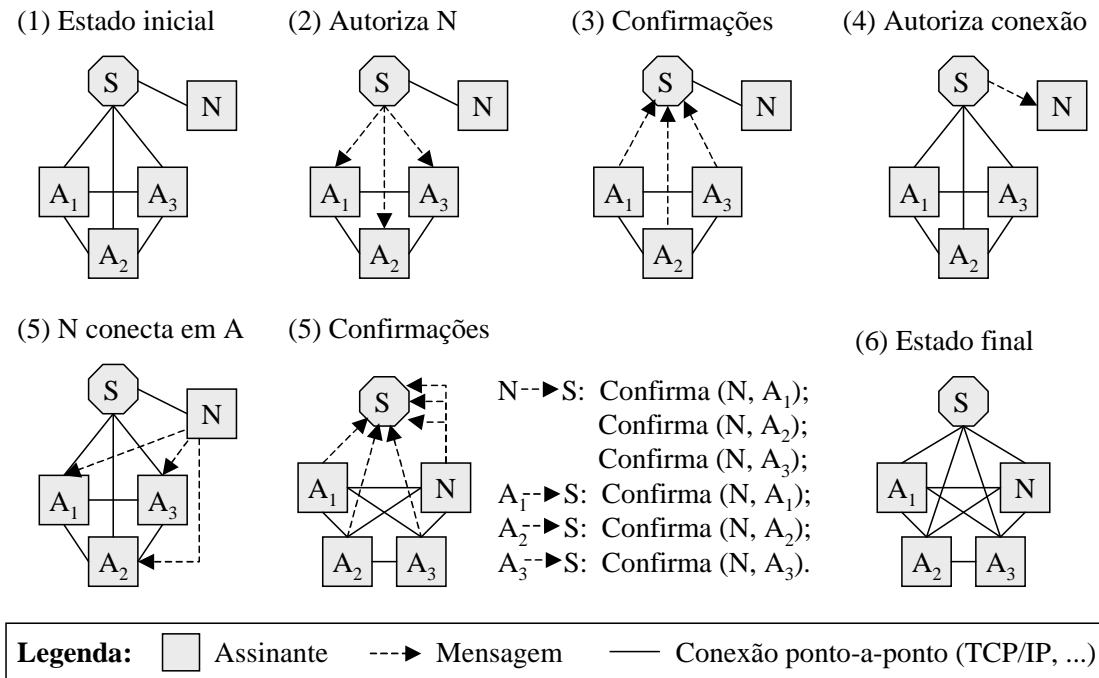 (1) Estado inicial
S
N
A1
A3
A2
(2) Autoriza N
S
N
A1
A3
A2
(3) Confirmações
S
N
A1
A3
A2
(4) Autoriza conexão
S
N
A1
A3
A2
(5) N conecta em A
S
N
A1
A3
A2
(5) Confirmações
S
A1
N
A2
A3
N S: Confirma (N, A1);
Confirma (N, A2);
Confirma (N, A3);
A1 S: Confirma (N, A1);
A2 S: Confirma (N, A2);
A3 S: Confirma (N, A3).
(6) Estado final
S
A1
N
A2
A3
Legenda: Assinante Mensagem Conexão ponto-a-ponto (TCP/IP, ...)